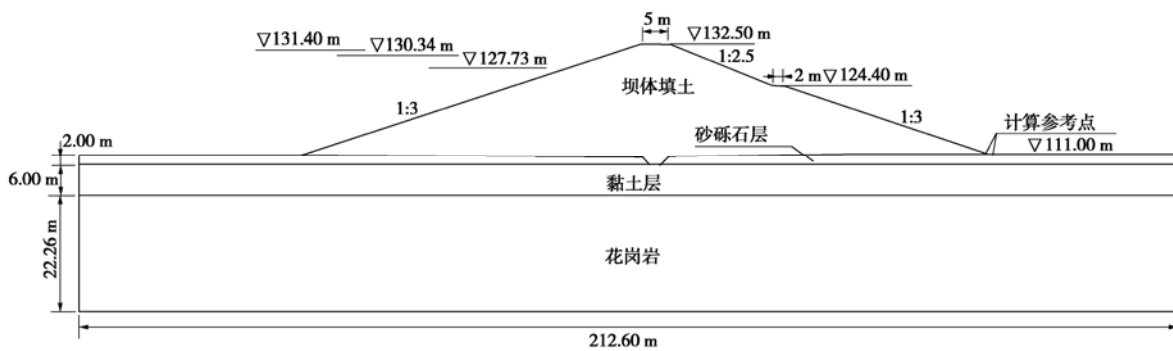 5 m
▽132.50 m
▽131.40 m
▽130.34 m
▽127.73 m
1:2.5
2 m▽124.40 m
坝体填土
1:3
1:3
砂砾石层
计算参考点
▽111.00 m
2.00 m
6.00 m
黏土层
22.26 m
花岗岩
212.60 m